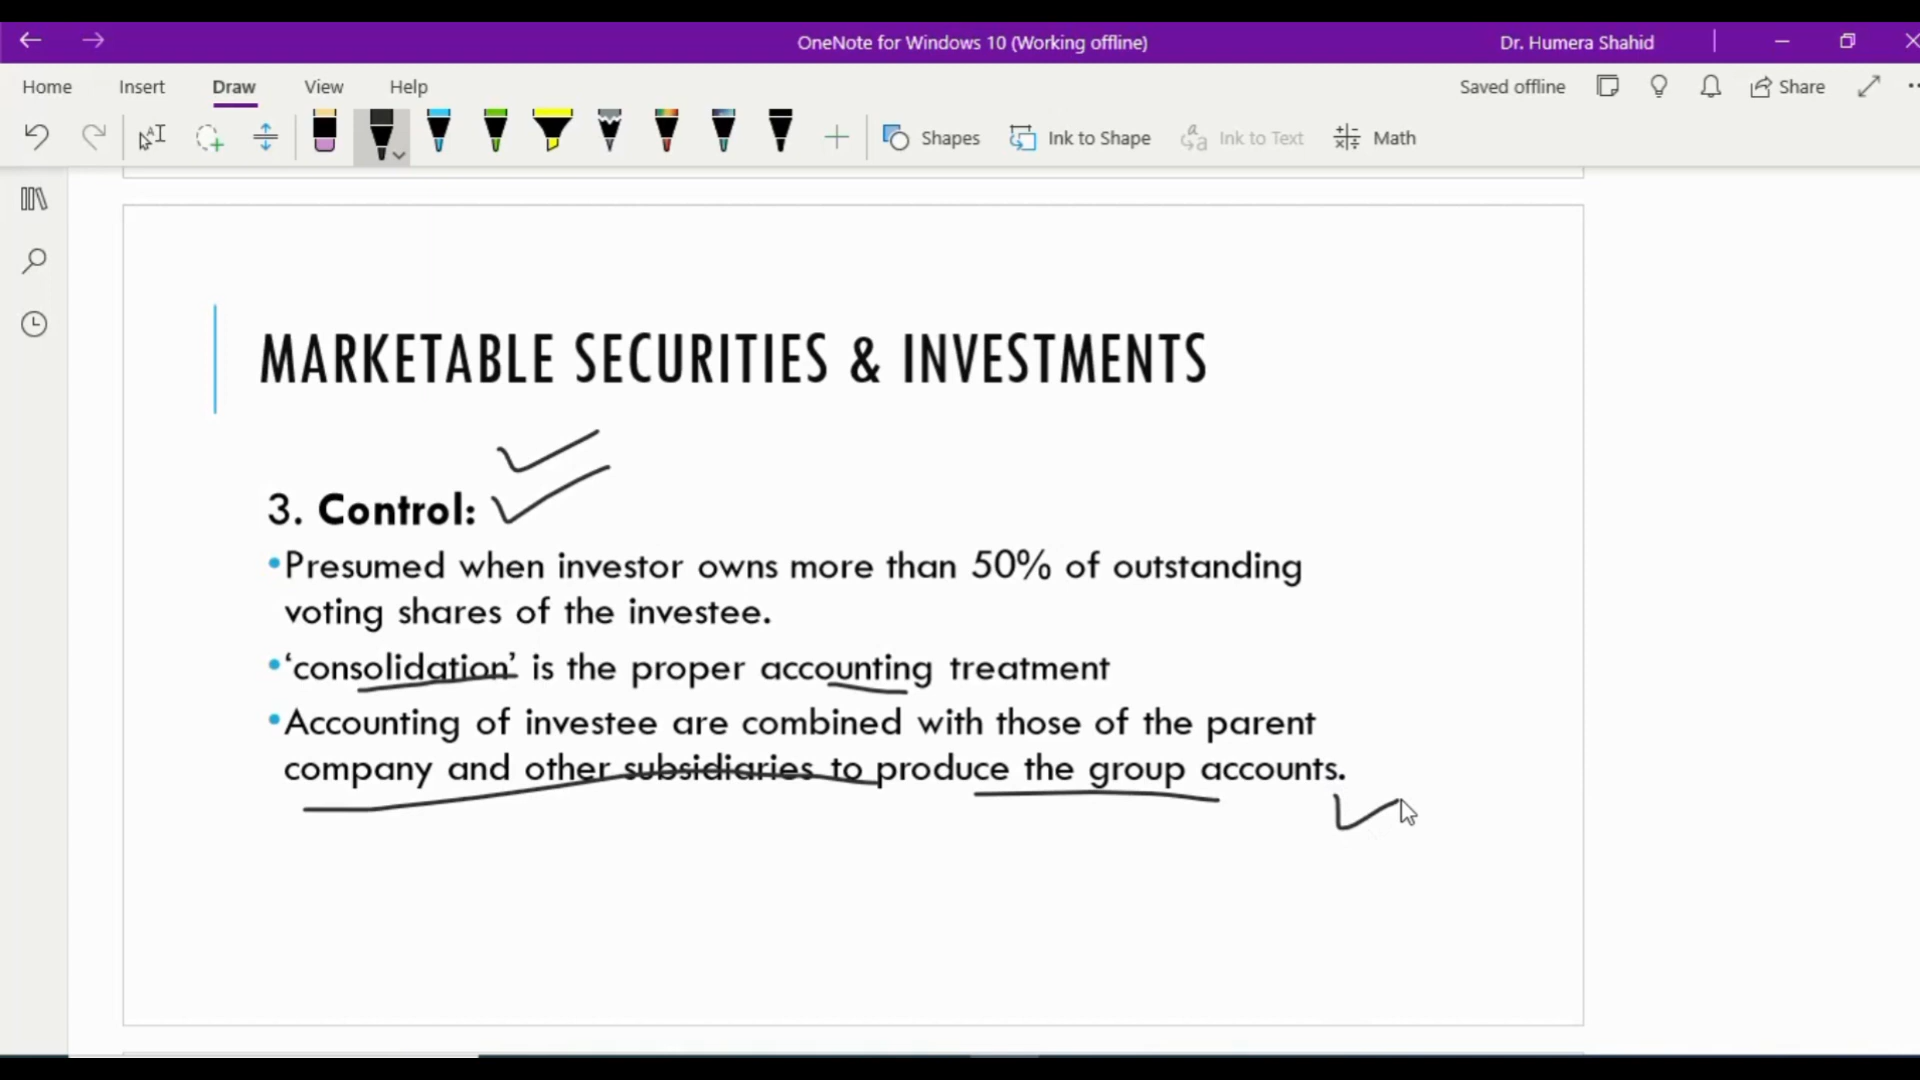 OneNote for Windows 10 (Working offline)
Dr. Humera Shahid
Home Insert Draw View Help
Saved offline
Share
Shapes
Ink to Shape
Ink to Text
Math
MARKETABLE SECURITIES & INVESTMENTS
3. Control:
•Presumed when investor owns more than 50% of outstanding
voting shares of the investee.
•‘consolidation’ is the proper accounting treatment
•Accounting of investee are combined with those of the parent
company and other subsidiaries to produce the group accounts.